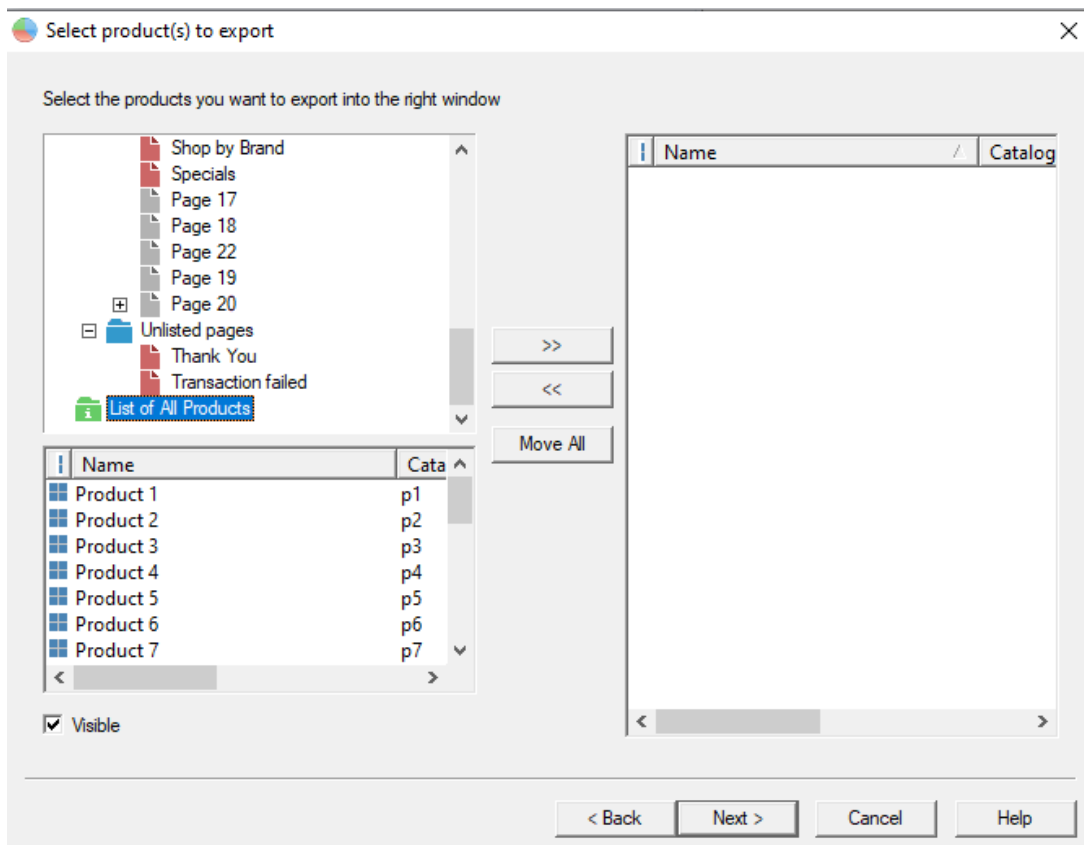 Select product(s) to export
Select the products you want to export into the right window
Shop by Brand
Specials
Page 17
Page 18
Page 22
Page 19
Page 20
Unlisted pages
Thank You
Transaction failed
List of All Products
Name Cata
Product 1 p1
Product 2 p2
Product 3 p3
Product 4 p4
Product 5 p5
Product 6 p6
Product 7 p7
Visible
>>
<<
Move All
Name Catalog
< Back Next > Cancel Help